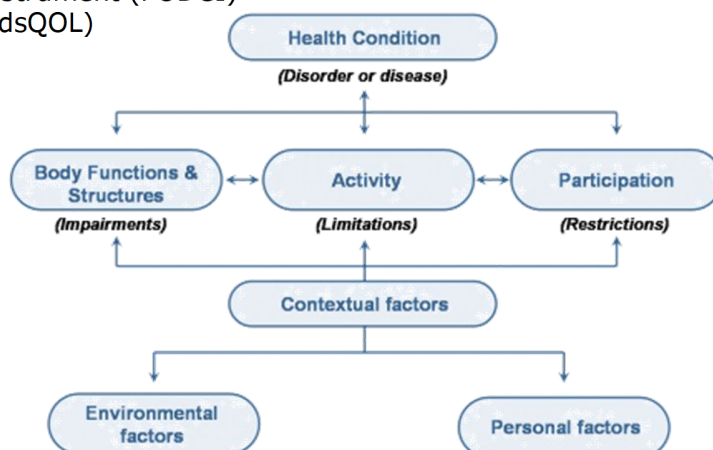 dsQOL)
Health Condition
(Disorder or disease)
Body Functions &
Structures
Activity
Participation
(Impairments)
(Limitations)
(Restrictions)
Contextual factors
Environmental
factors
Personal factors